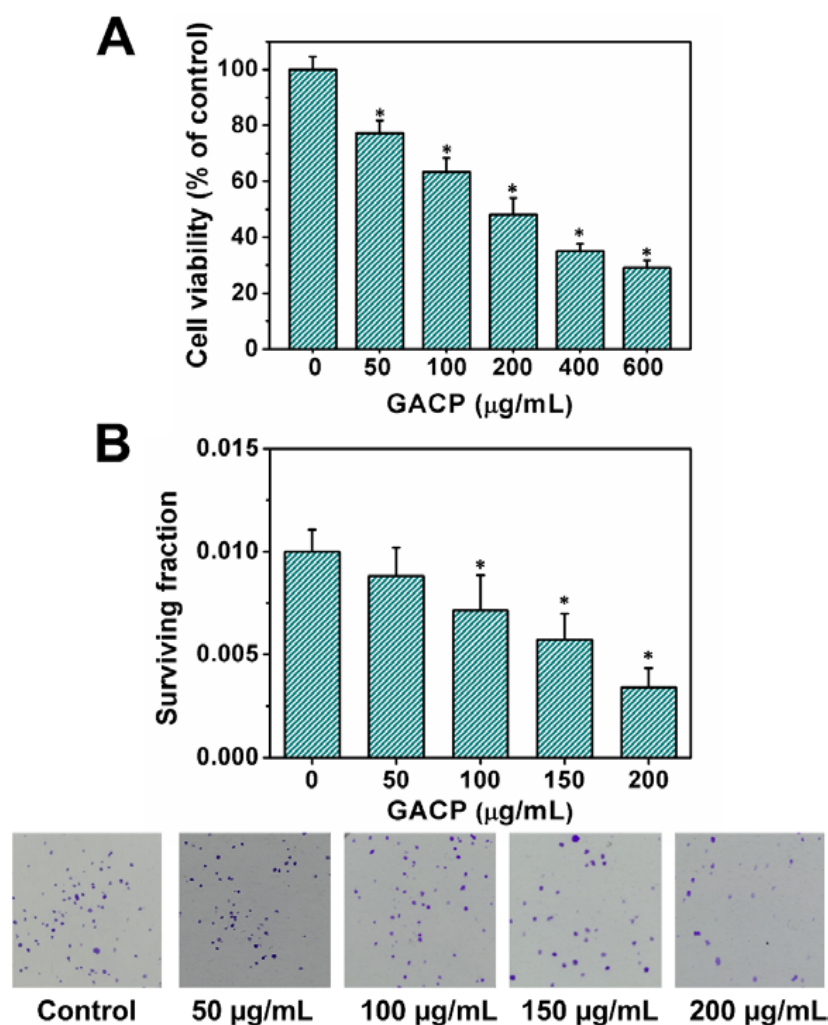 A
Cell viability (% of control)
100
80
60
40
20
0
* * * * *
0 50 100 200 400 600
GACP (μg/mL)
B
Surviving fraction
0.015
0.010
0.005
0.000
* * *
0 50 100 150 200
GACP (μg/mL)
Control 50 μg/mL 100 μg/mL 150 μg/mL 200 μg/mL